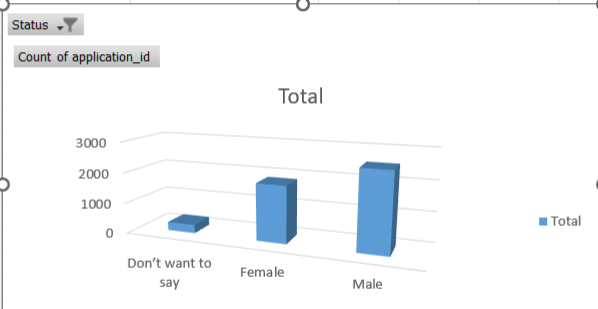 Status
Count of application_id
Total
3000
2000
1000
0
Don't want to
say
Female
Male
Total